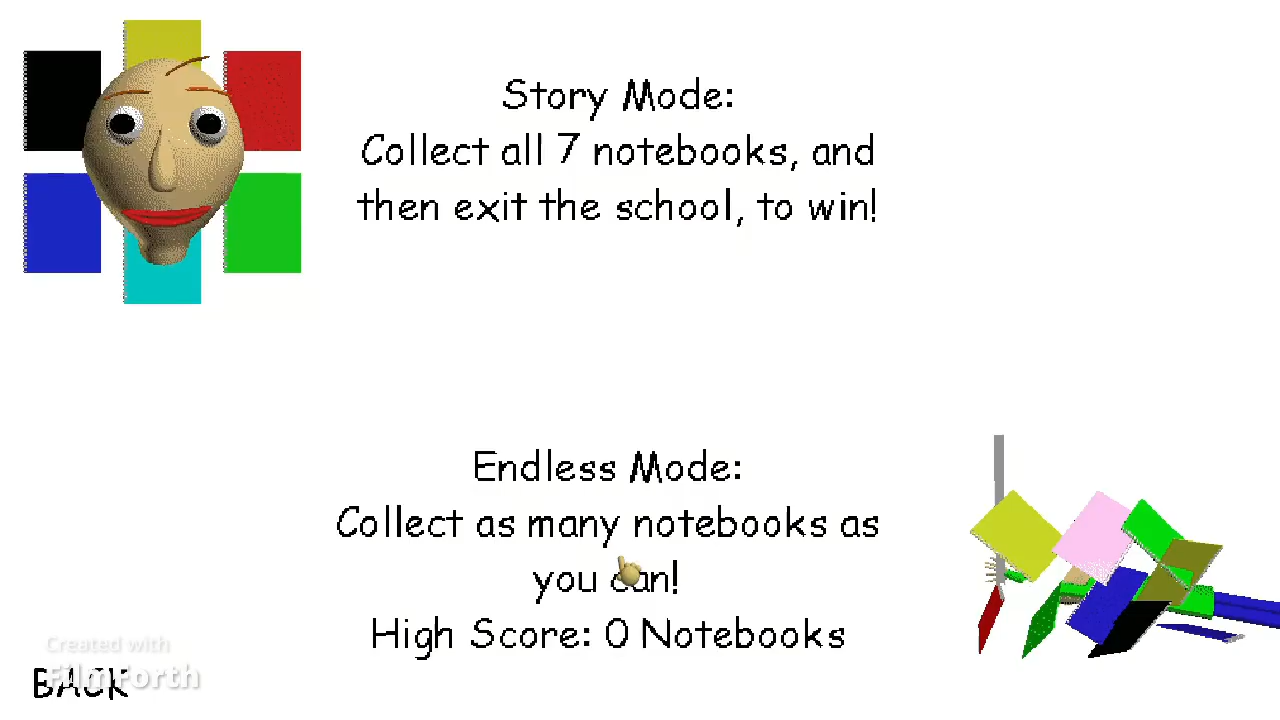 Story Mode:
Collect all 7 notebooks, and
then exit the school, to win!
Endless Mode:
Collect as many notebooks as
you can!
High Score: 0 Notebooks
Created with
FilmForth
BACK